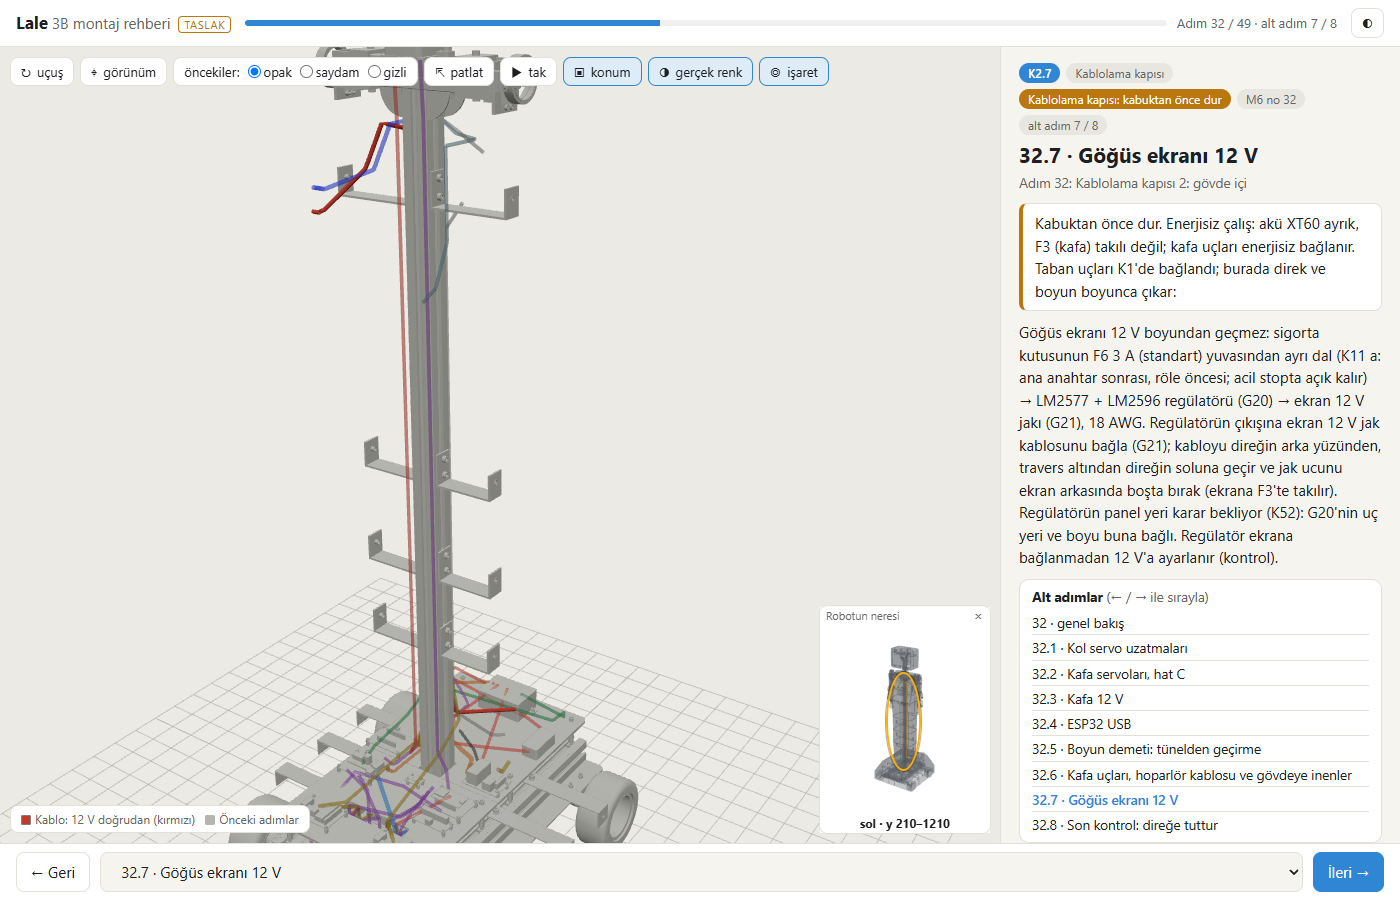 Lale 3B montaj rehberi TASLAK
Adım 32 / 49 · alt adım 7 / 8
↻ uçuş
⌖ görünüm
öncekiler: opak saydam gizli
↸ patlat
▶ tak
▣ konum
◑ gerçek renk
◎ işaret
K2.7 Kablolama kapısı
Kablolama kapısı: kabuktan önce dur M6 no 32
alt adım 7 / 8
32.7 · Göğüs ekranı 12 V
Adım 32: Kablolama kapısı 2: gövde içi
Kabuktan önce dur. Enerjisiz çalış: akü XT60 ayrık,
F3 (kafa) takılı değil; kafa uçları enerjisiz bağlanır.
Taban uçları K1'de bağlandı; burada direk ve
boyun boyunca çıkar:
Göğüs ekranı 12 V boyundan geçmez: sigorta
kutusunun F6 3 A (standart) yuvasından ayrı dal (K11 a:
ana anahtar sonrası, röle öncesi; acil stopta açık kalır)
→ LM2577 + LM2596 regülatörü (G20) → ekran 12 V
jakı (G21), 18 AWG. Regülatörün çıkışına ekran 12 V jak
kablosunu bağla (G21); kabloyu direğin arka yüzünden,
travers altından direğin soluna geçir ve jak ucunu
ekran arkasında boşta bırak (ekrana F3'te takılır).
Regülatörün panel yeri karar bekliyor (K52): G20'nin uç
yeri ve boyu buna bağlı. Regülatör ekrana
bağlanmadan 12 V'a ayarlanır (kontrol).
Alt adımlar (← / → ile sırayla)
32 · genel bakış
32.1 · Kol servo uzatmaları
32.2 · Kafa servoları, hat C
32.3 · Kafa 12 V
32.4 · ESP32 USB
32.5 · Boyun demeti: tünelden geçirme
32.6 · Kafa uçları, hoparlör kablosu ve gövdeye inenler
32.7 · Göğüs ekranı 12 V
32.8 · Son kontrol: direğe tuttur
Robotun neresi ×
sol · y 210–1210
Kablo: 12 V doğrudan (kırmızı) Önceki adımlar
← Geri
32.7 · Göğüs ekranı 12 V
İleri →